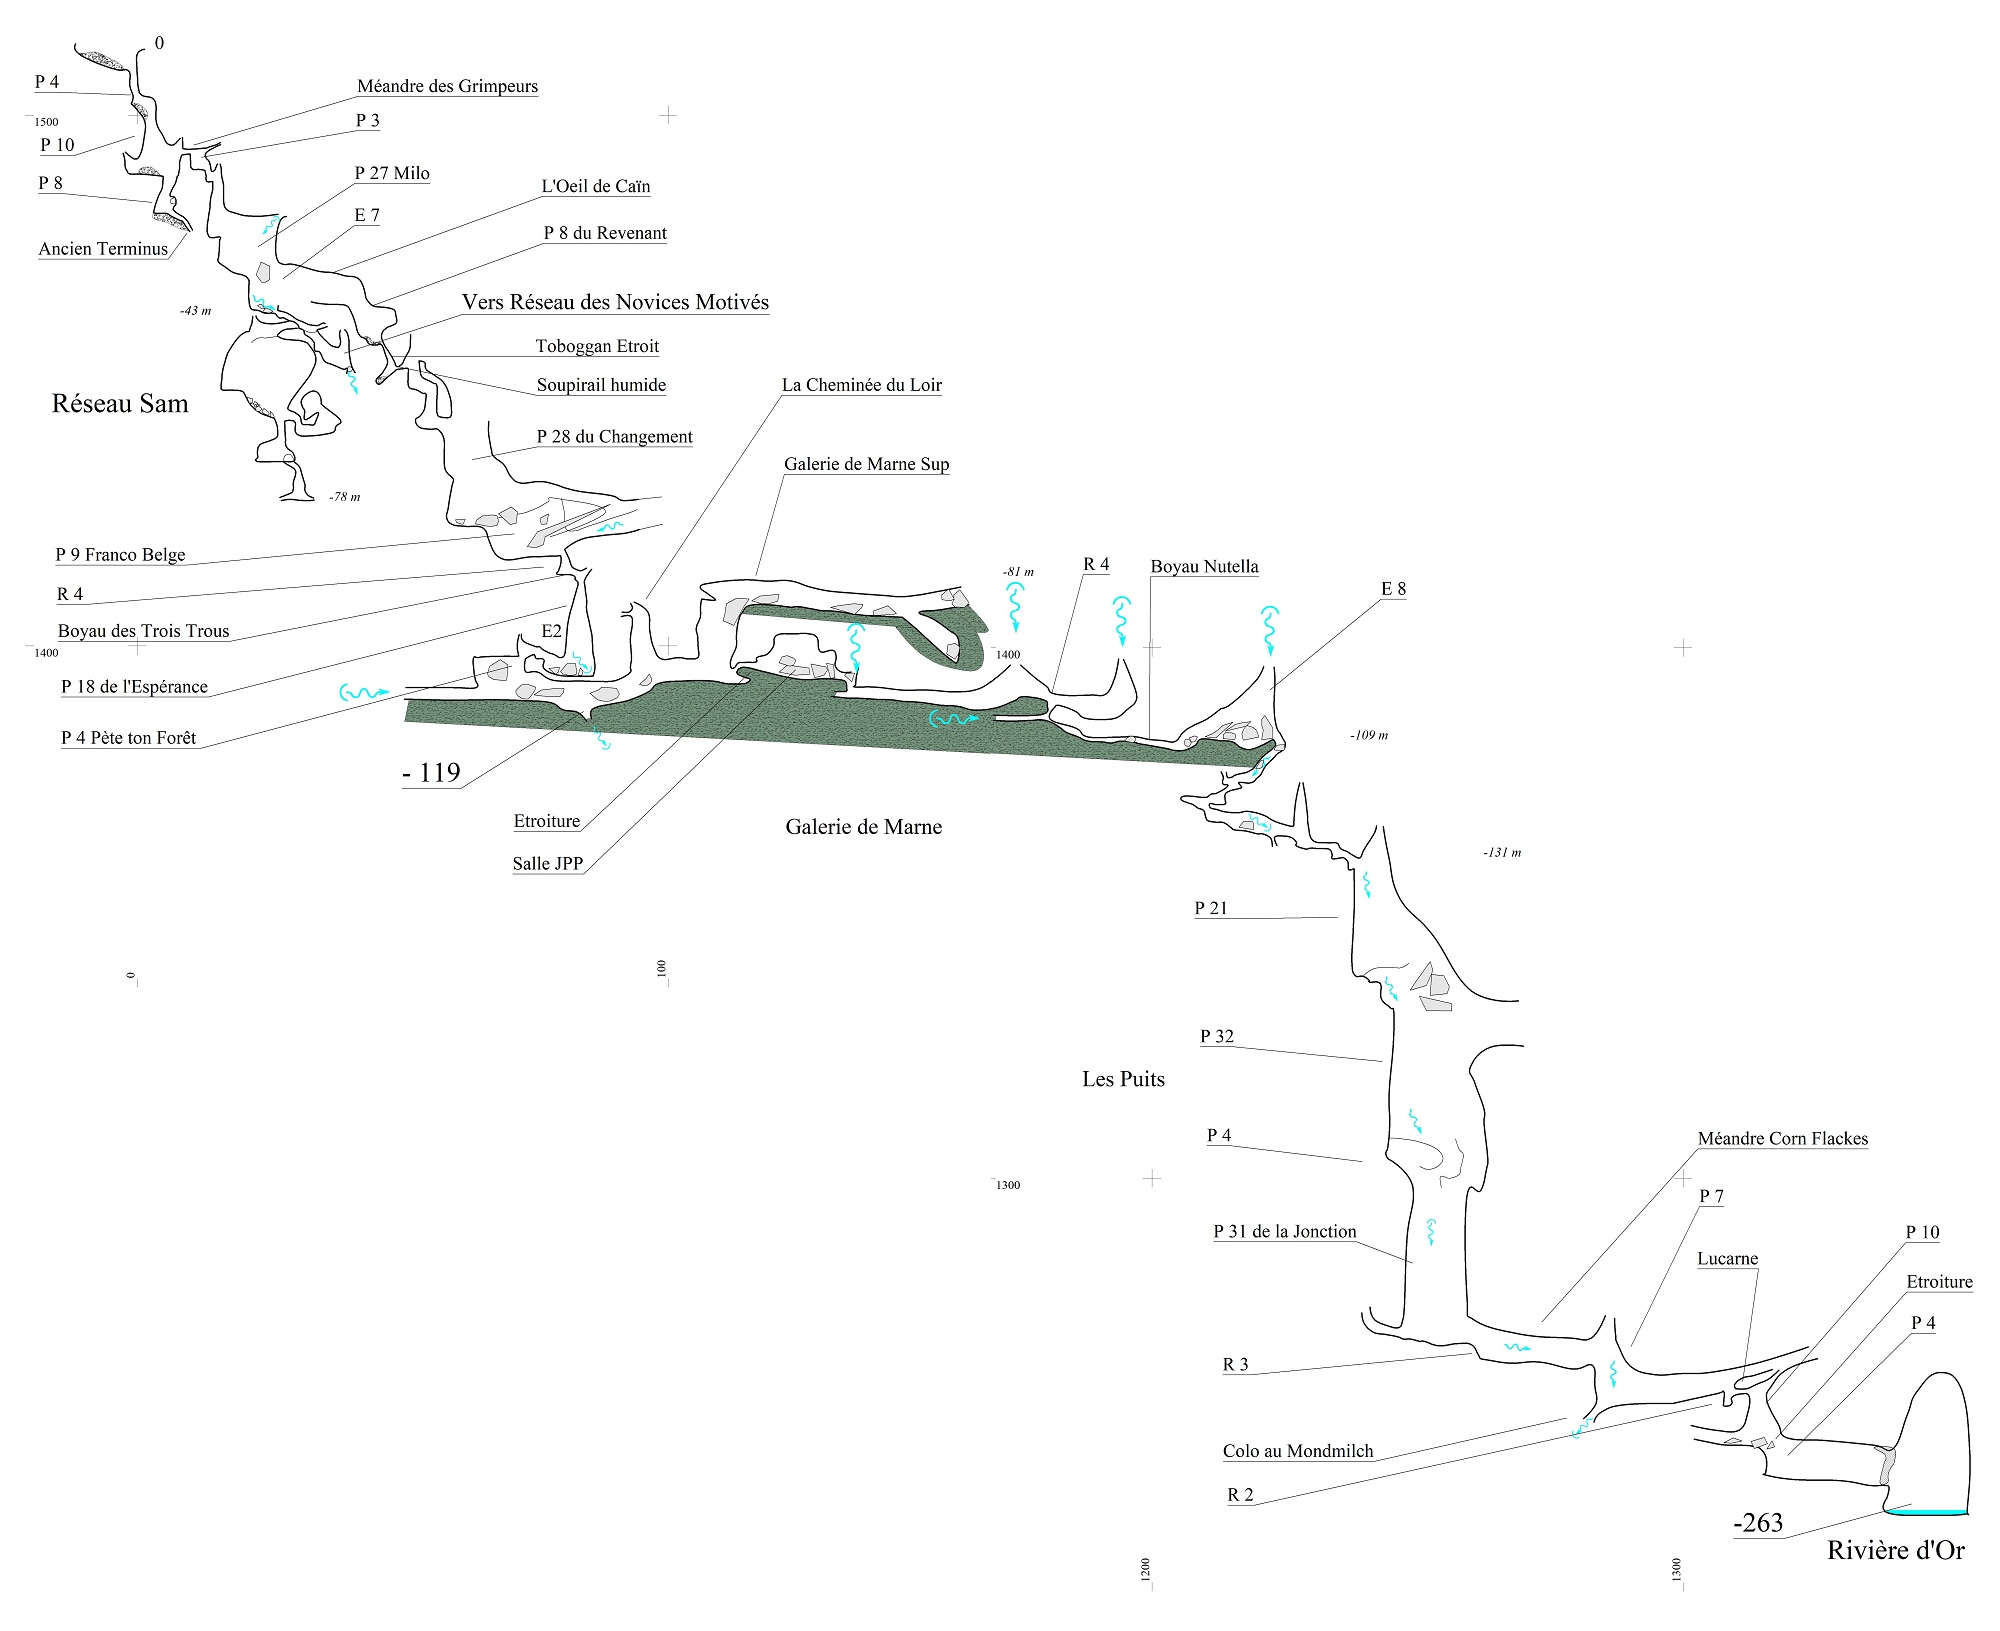 0
P 4
Méandre des Grimpeurs
1500
P 3
P 10
P 27 Milo
P 8
L'Oeil de Caïn
E 7
P 8 du Revenant
Ancien Terminus
Vers Réseau des Novices Motivés
-43 m
Toboggan Etroit
Soupirail humide
La Cheminée du Loir
Réseau Sam
P 28 du Changement
Galerie de Marne Sup
-78 m
P 9 Franco Belge
R 4
-81 m
R 4
Boyau Nutella
E 8
Boyau des Trois Trous
E2
1400
1400
P 18 de l'Espérance
P 4 Pète ton Forêt
-109 m
- 119
Etroiture
Galerie de Marne
Salle JPP
-131 m
P 21
0
100
P 32
Les Puits
P 4
Méandre Corn Flackes
1300
P 7
P 31 de la Jonction
P 10
Lucarne
Etroiture
P 4
R 3
Colo au Mondmilch
R 2
-263
Rivière d'Or
1200
1300